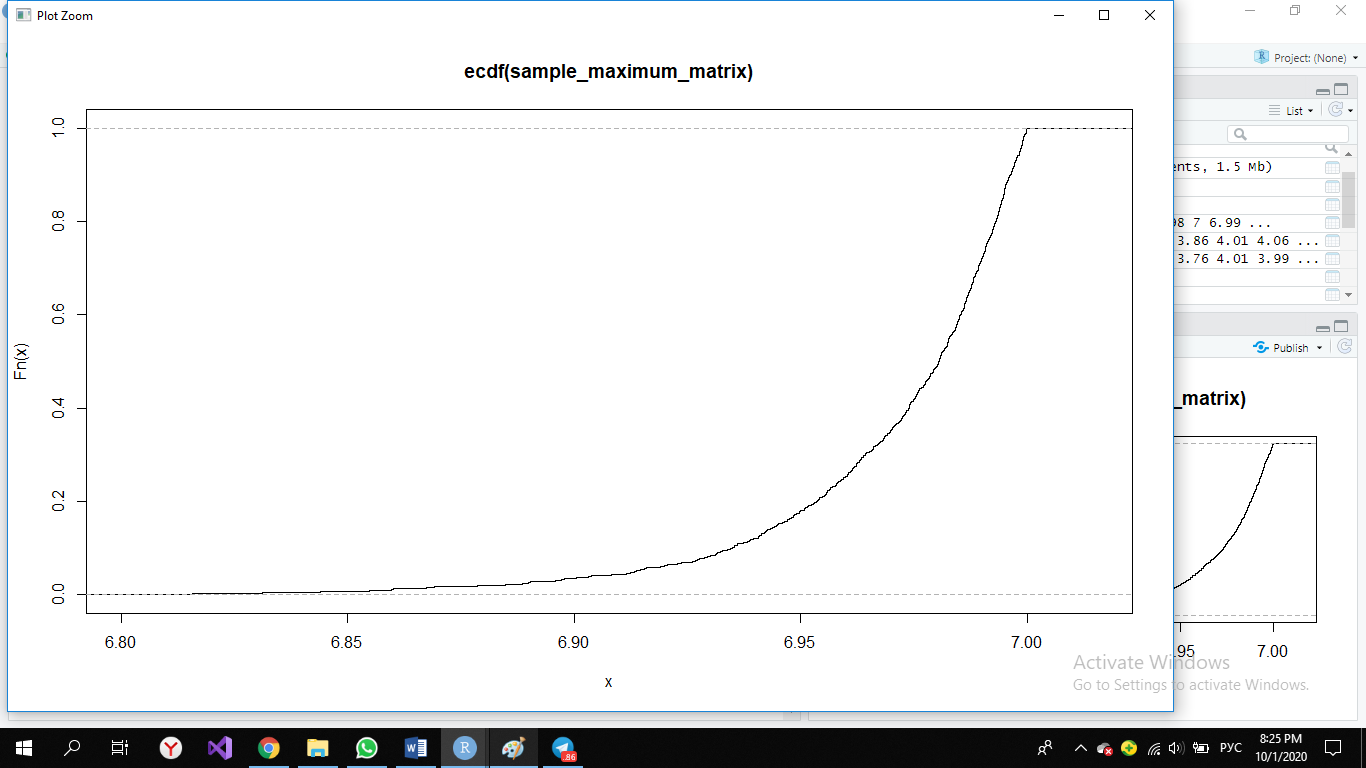 Plot Zoom
ecdf(sample_maximum_matrix)
Fn(x)
1.0
0.8
0.6
0.4
0.2
0.0
6.80 6.85 6.90 6.95 7.00
x
Project: (None)
List
ents, 1.5 Mb)
98 7 6.99 ...
3.86 4.01 4.06 ...
3.76 4.01 3.99 ...
Publish
_matrix)
.95 7.00
Activate Windows
Go to Settings to activate Windows.
.86
РУС
8:25 PM
10/1/2020